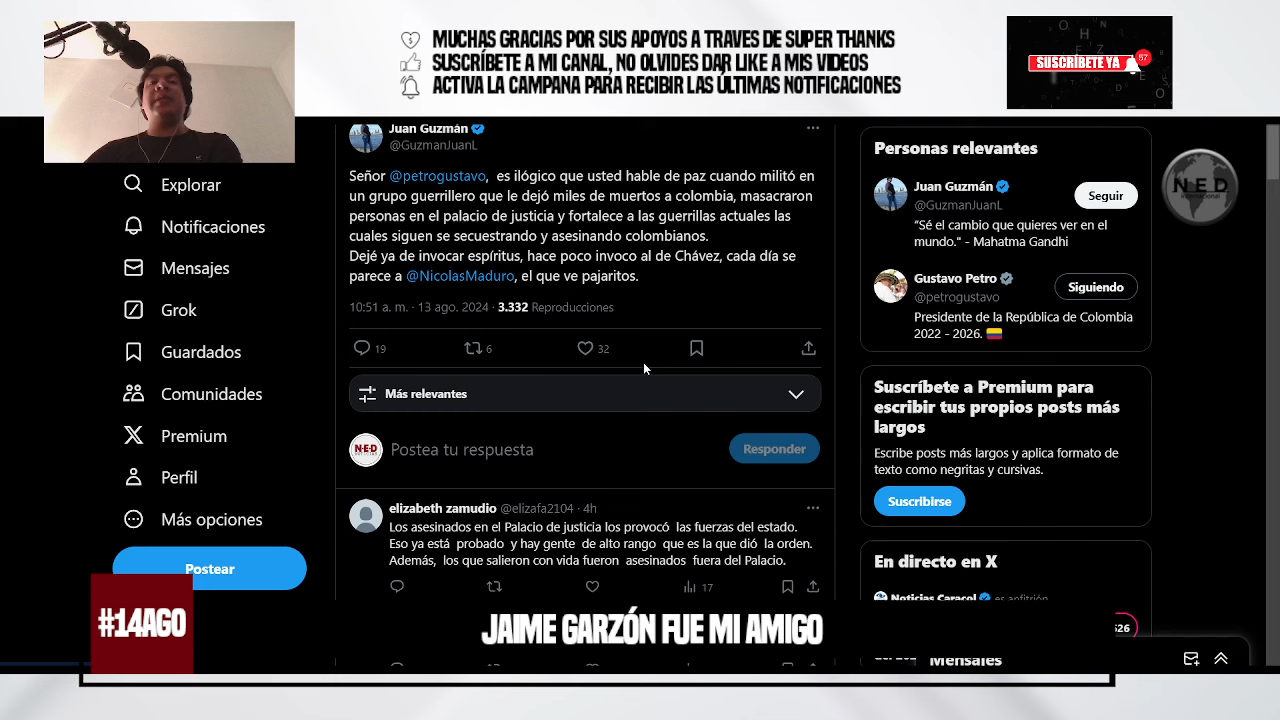 MUCHAS GRACIAS POR SUS APOYOS A TRAVES DE SUPER THANKS
SUSCRÍBETE A MI CANAL, NO OLVIDES DAR LIKE A MIS VIDEOS
ACTIVA LA CAMPANA PARA RECIBIR LAS ÚLTIMAS NOTIFICACIONES
SUSCRÍBETE YA
57
Explorar
Notificaciones
Mensajes
Grok
Guardados
Comunidades
Premium
Perfil
Más opciones
Postear
Juan Guzmán
@GuzmanJuanL
Señor @petrogustavo, es ilógico que usted hable de paz cuando militó en
un grupo guerrillero que le dejó miles de muertos a colombia, masacraron
personas en el palacio de justicia y fortalece a las guerrillas actuales las
cuales siguen se secuestrando y asesinando colombianos.
Dejé ya de invocar espíritus, hace poco invoco al de Chávez, cada día se
parece a @NicolasMaduro, el que ve pajaritos.
10:51 a. m. · 13 ago. 2024 · 3.332 Reproducciones
19 6 32
Más relevantes
N·E·D
Postea tu respuesta
Responder
elizabeth zamudio @elizafa2104 · 4h
Los asesinados en el Palacio de justicia los provocó las fuerzas del estado.
Eso ya está probado y hay gente de alto rango que es la que dió la orden.
Además, los que salieron con vida fueron asesinados fuera del Palacio.
17
Personas relevantes
Juan Guzmán
@GuzmanJuanL
Seguir
"Sé el cambio que quieres ver en el
mundo." - Mahatma Gandhi
Gustavo Petro
@petrogustavo
Siguiendo
Presidente de la República de Colombia
2022 - 2026.
N.E.D
Suscríbete a Premium para
escribir tus propios posts más
largos
Escribe posts más largos y aplica formato de
texto como negritas y cursivas.
Suscribirse
En directo en X
Noticias Caracol es anfitrión
Mensajes
#14AGO
JAIME GARZÓN FUE MI AMIGO